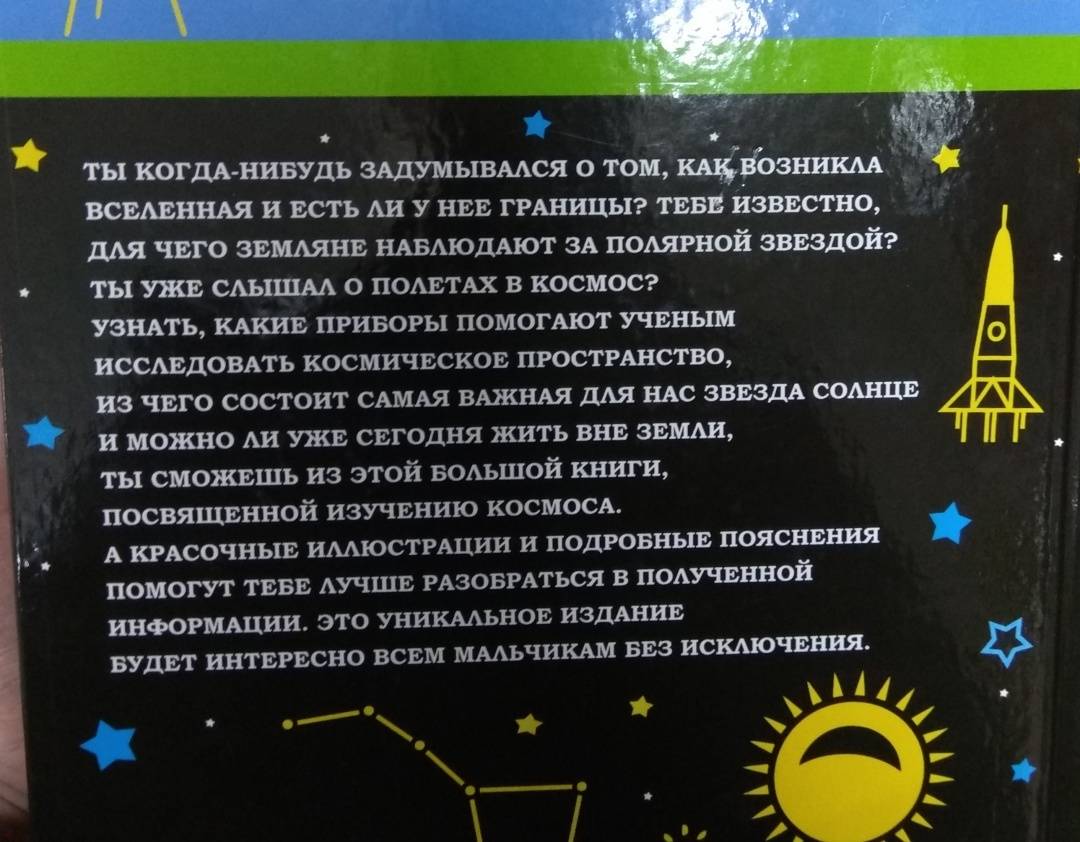 ТЫ КОГДА-НИБУДЬ ЗАДУМЫВАЛСЯ О ТОМ, КАК ВОЗНИКЛА
ВСЕЛЕННАЯ И ЕСТЬ ЛИ У НЕЕ ГРАНИЦЫ? ТЕБЕ ИЗВЕСТНО,
ДЛЯ ЧЕГО ЗЕМЛЯНЕ НАБЛЮДАЮТ ЗА ПОЛЯРНОЙ ЗВЕЗДОЙ?
ТЫ УЖЕ СЛЫШАЛ О ПОЛЕТАХ В КОСМОС?
УЗНАТЬ, КАКИЕ ПРИБОРЫ ПОМОГАЮТ УЧЕНЫМ
ИССЛЕДОВАТЬ КОСМИЧЕСКОЕ ПРОСТРАНСТВО,
ИЗ ЧЕГО СОСТОИТ САМАЯ ВАЖНАЯ ДЛЯ НАС ЗВЕЗДА СОЛНЦЕ
И МОЖНО ЛИ УЖЕ СЕГОДНЯ ЖИТЬ ВНЕ ЗЕМЛИ,
ТЫ СМОЖЕШЬ ИЗ ЭТОЙ БОЛЬШОЙ КНИГИ,
ПОСВЯЩЕННОЙ ИЗУЧЕНИЮ КОСМОСА.
А КРАСОЧНЫЕ ИЛЛЮСТРАЦИИ И ПОДРОБНЫЕ ПОЯСНЕНИЯ
ПОМОГУТ ТЕБЕ ЛУЧШЕ РАЗОБРАТЬСЯ В ПОЛУЧЕННОЙ
ИНФОРМАЦИИ. ЭТО УНИКАЛЬНОЕ ИЗДАНИЕ
БУДЕТ ИНТЕРЕСНО ВСЕМ МАЛЬЧИКАМ БЕЗ ИСКЛЮЧЕНИЯ.